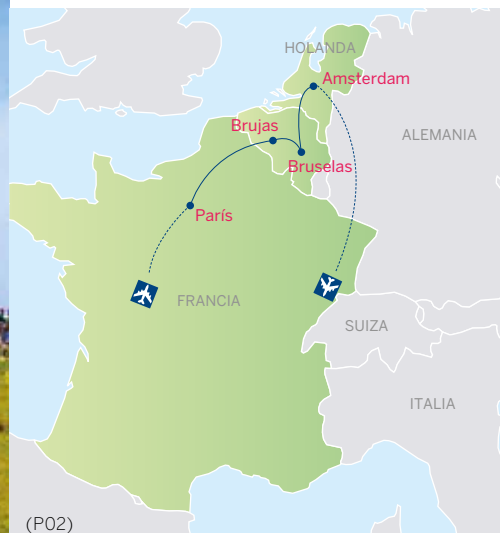 HOLANDA
Amsterdam
Brujas
ALEMANIA
Bruselas
París
FRANCIA
SUIZA
ITALIA
(P02)